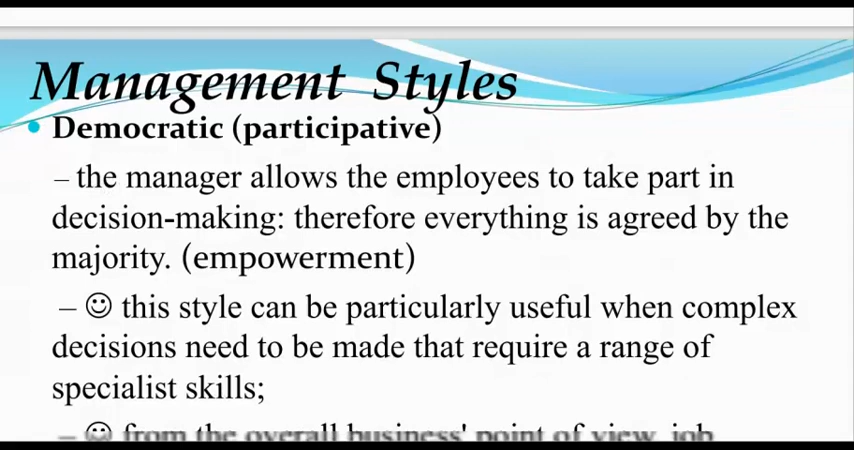 Management Styles
• Democratic (participative)
– the manager allows the employees to take part in
decision-making: therefore everything is agreed by the
majority. (empowerment)
– ☺ this style can be particularly useful when complex
decisions need to be made that require a range of
specialist skills;
– ☺ from the overall business' point of view, job